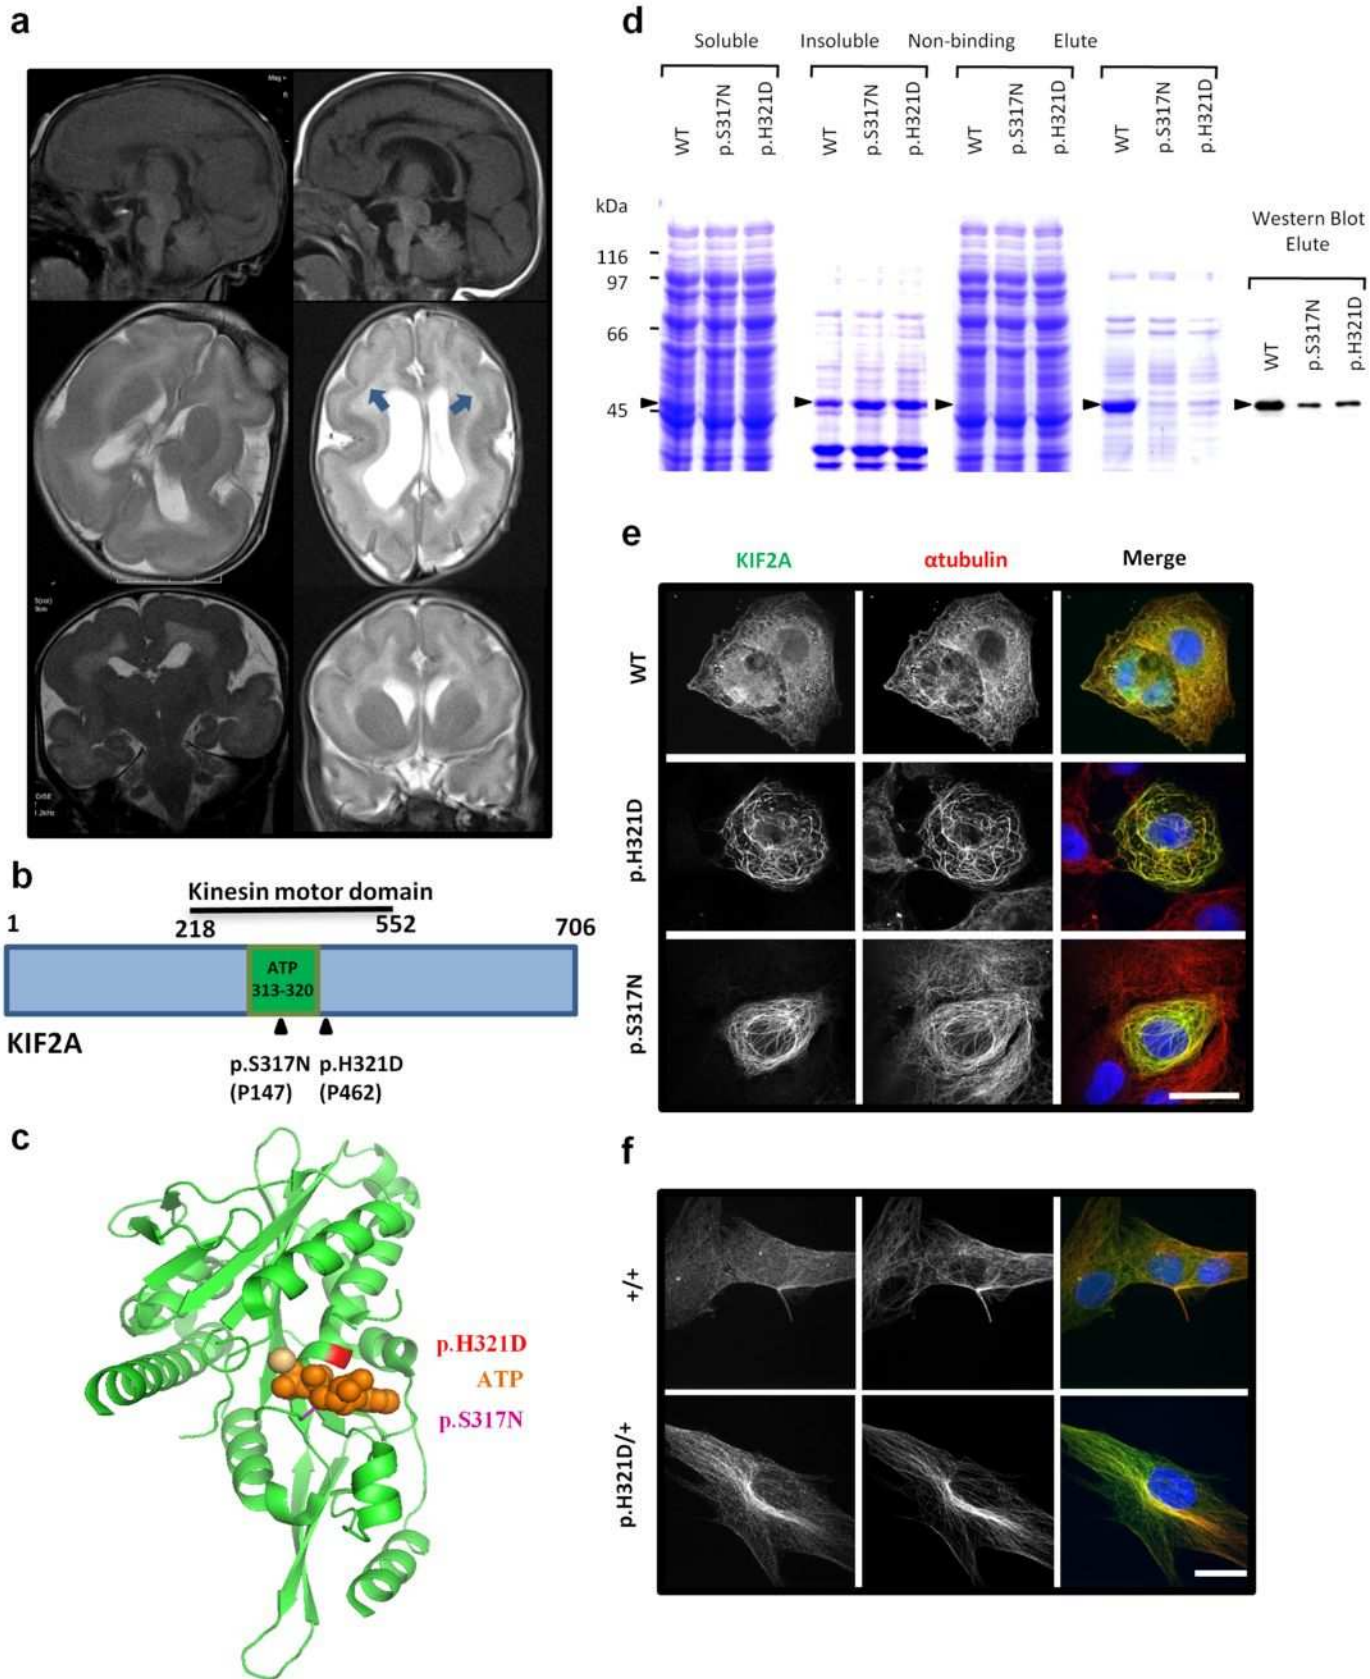 a
b
Kinesin motor domain
1
218
552
706
ATP
313-320
KIF2A
p.S317N
p.H321D
(P147)
(P462)
c
p.H321D
ATP
p.S317N
d
Soluble
Insoluble
Non-binding
Elute
WT
p.S317N
p.H321D
WT
p.S317N
p.H321D
WT
p.S317N
p.H321D
WT
p.S317N
p.H321D
kDa
116
97
66
45
Western Blot
Elute
WT
p.S317N
p.H321D
e
KIF2A
αtubulin
Merge
WT
p.H321D
p.S317N
f
+/+
p.H321D/+